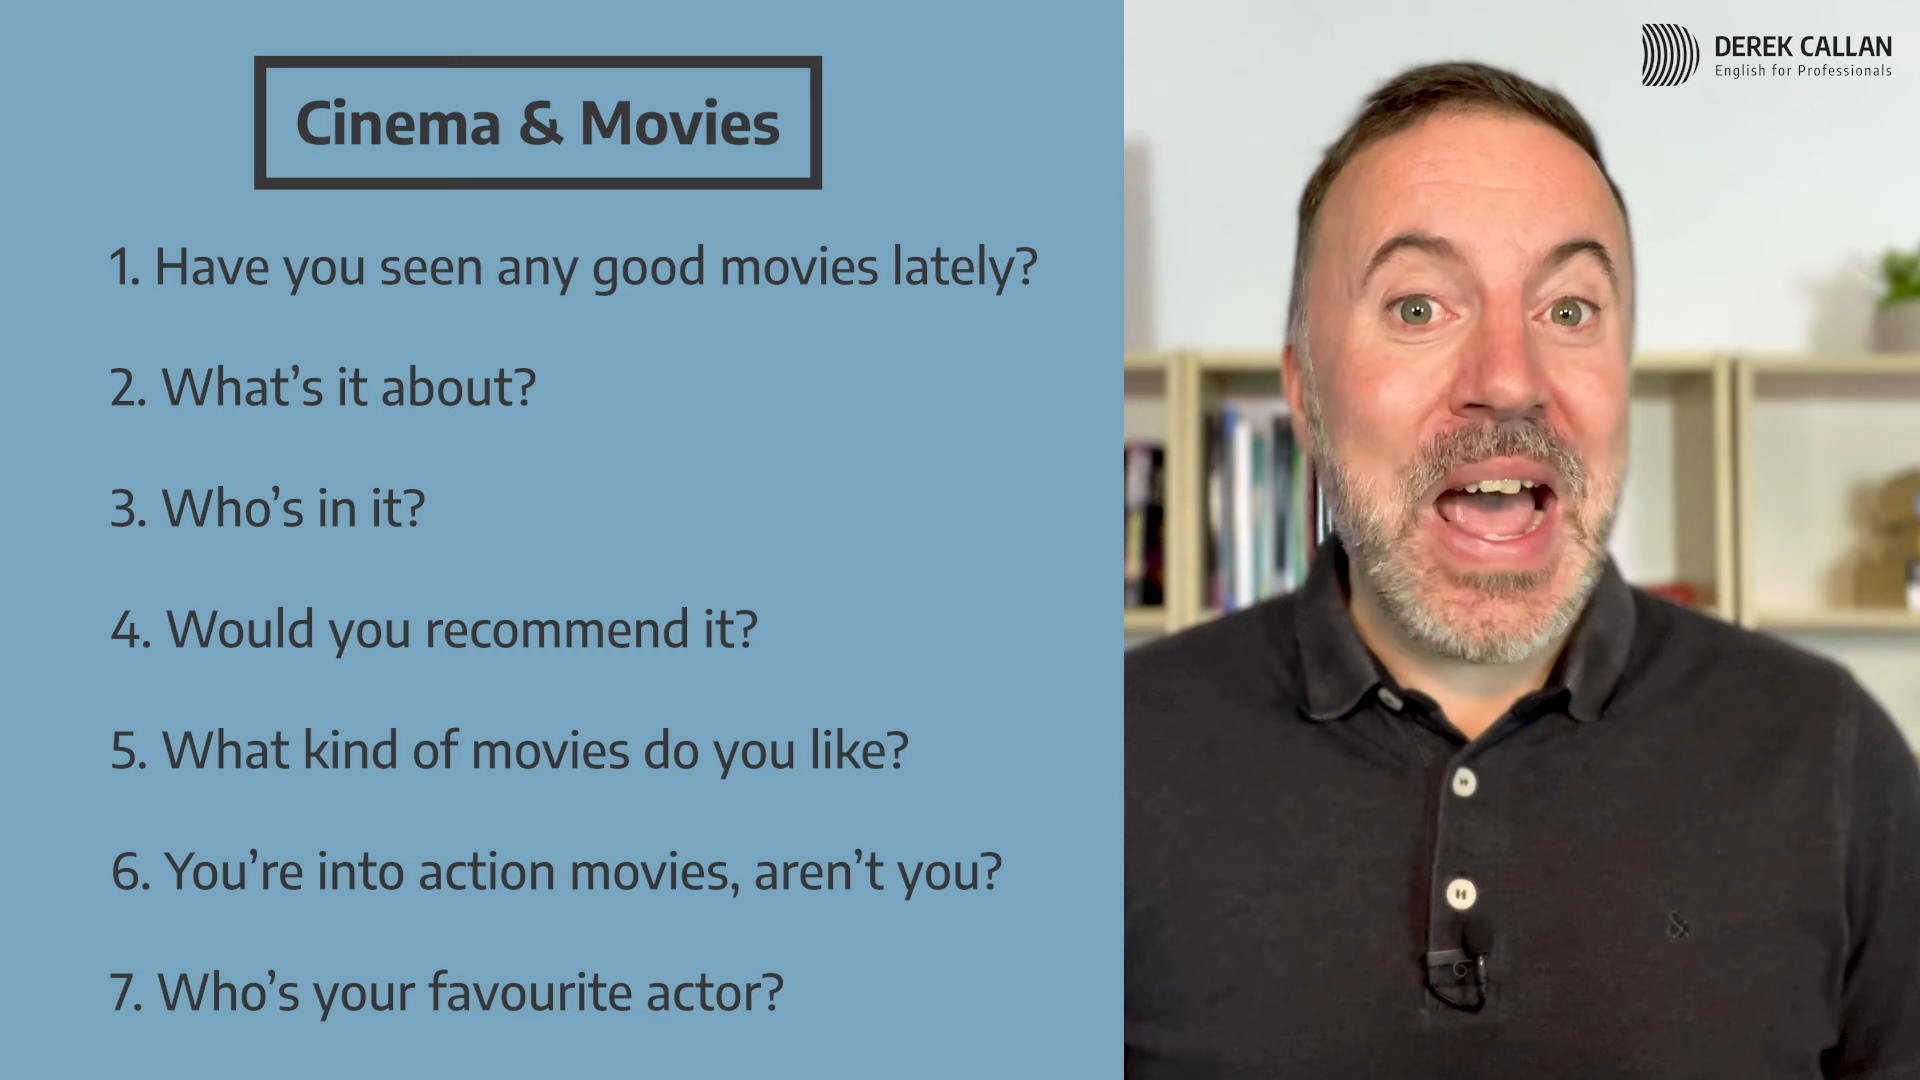 Cinema & Movies
1. Have you seen any good movies lately?
2. What’s it about?
3. Who’s in it?
4. Would you recommend it?
5. What kind of movies do you like?
6. You’re into action movies, aren’t you?
7. Who’s your favourite actor?
DEREK CALLAN
English for Professionals
&